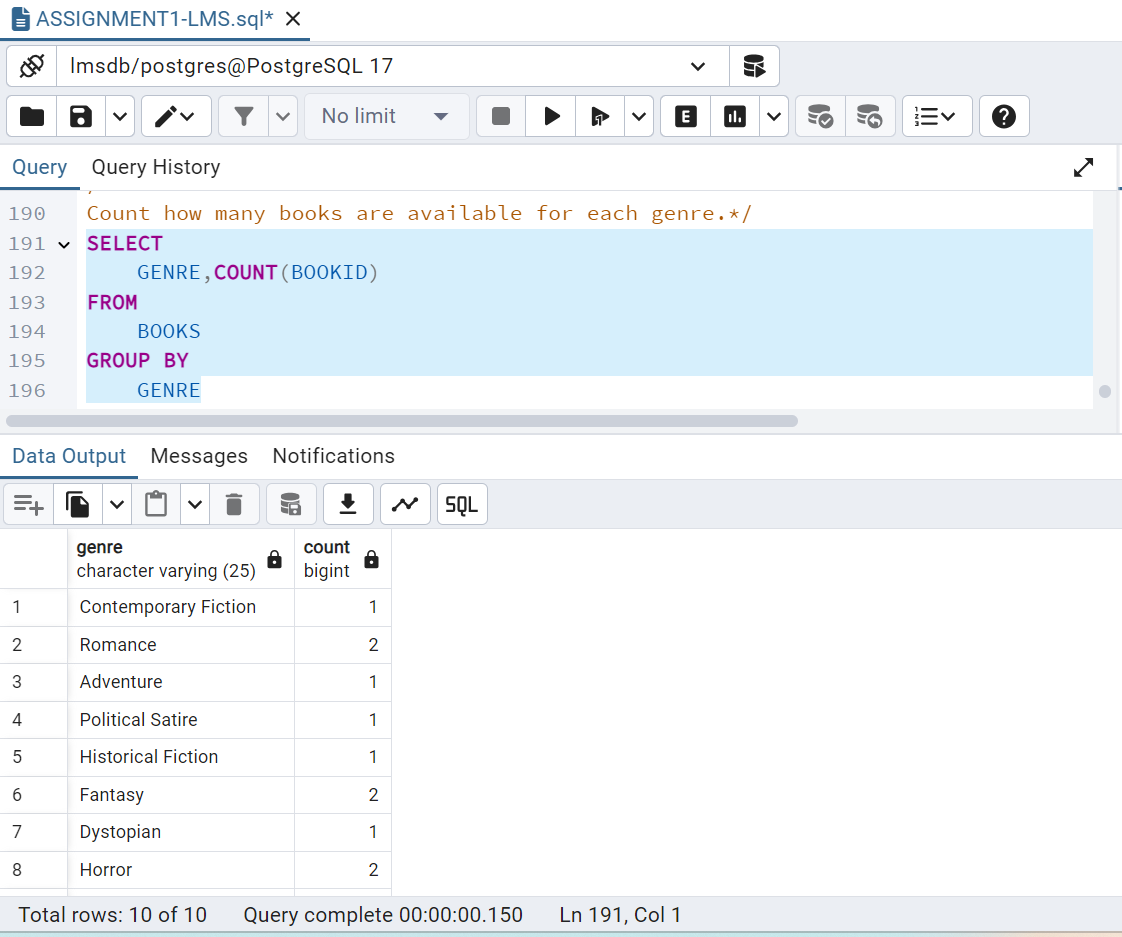 ASSIGNMENT1-LMS.sql*
lmsdb/postgres@PostgreSQL 17
No limit
E
Query Query History
190 Count how many books are available for each genre.*/
191 SELECT
192 GENRE,COUNT(BOOKID)
193 FROM
194 BOOKS
195 GROUP BY
196 GENRE
Data Output Messages Notifications
SQL
genre count
character varying (25) bigint
1 Contemporary Fiction 1
2 Romance 2
3 Adventure 1
4 Political Satire 1
5 Historical Fiction 1
6 Fantasy 2
7 Dystopian 1
8 Horror 2
Total rows: 10 of 10 Query complete 00:00:00.150 Ln 191, Col 1